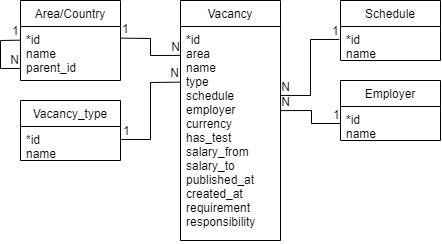 Area/Country
1
*id
name
parent_id
N
1
N
Vacancy_type
*id
name
1
N
Vacancy
*id
area
name
type
schedule
employer
currency
has_test
salary_from
salary_to
published_at
created_at
requirement
responsibility
N
N
Schedule
1
*id
name
Employer
1
*id
name